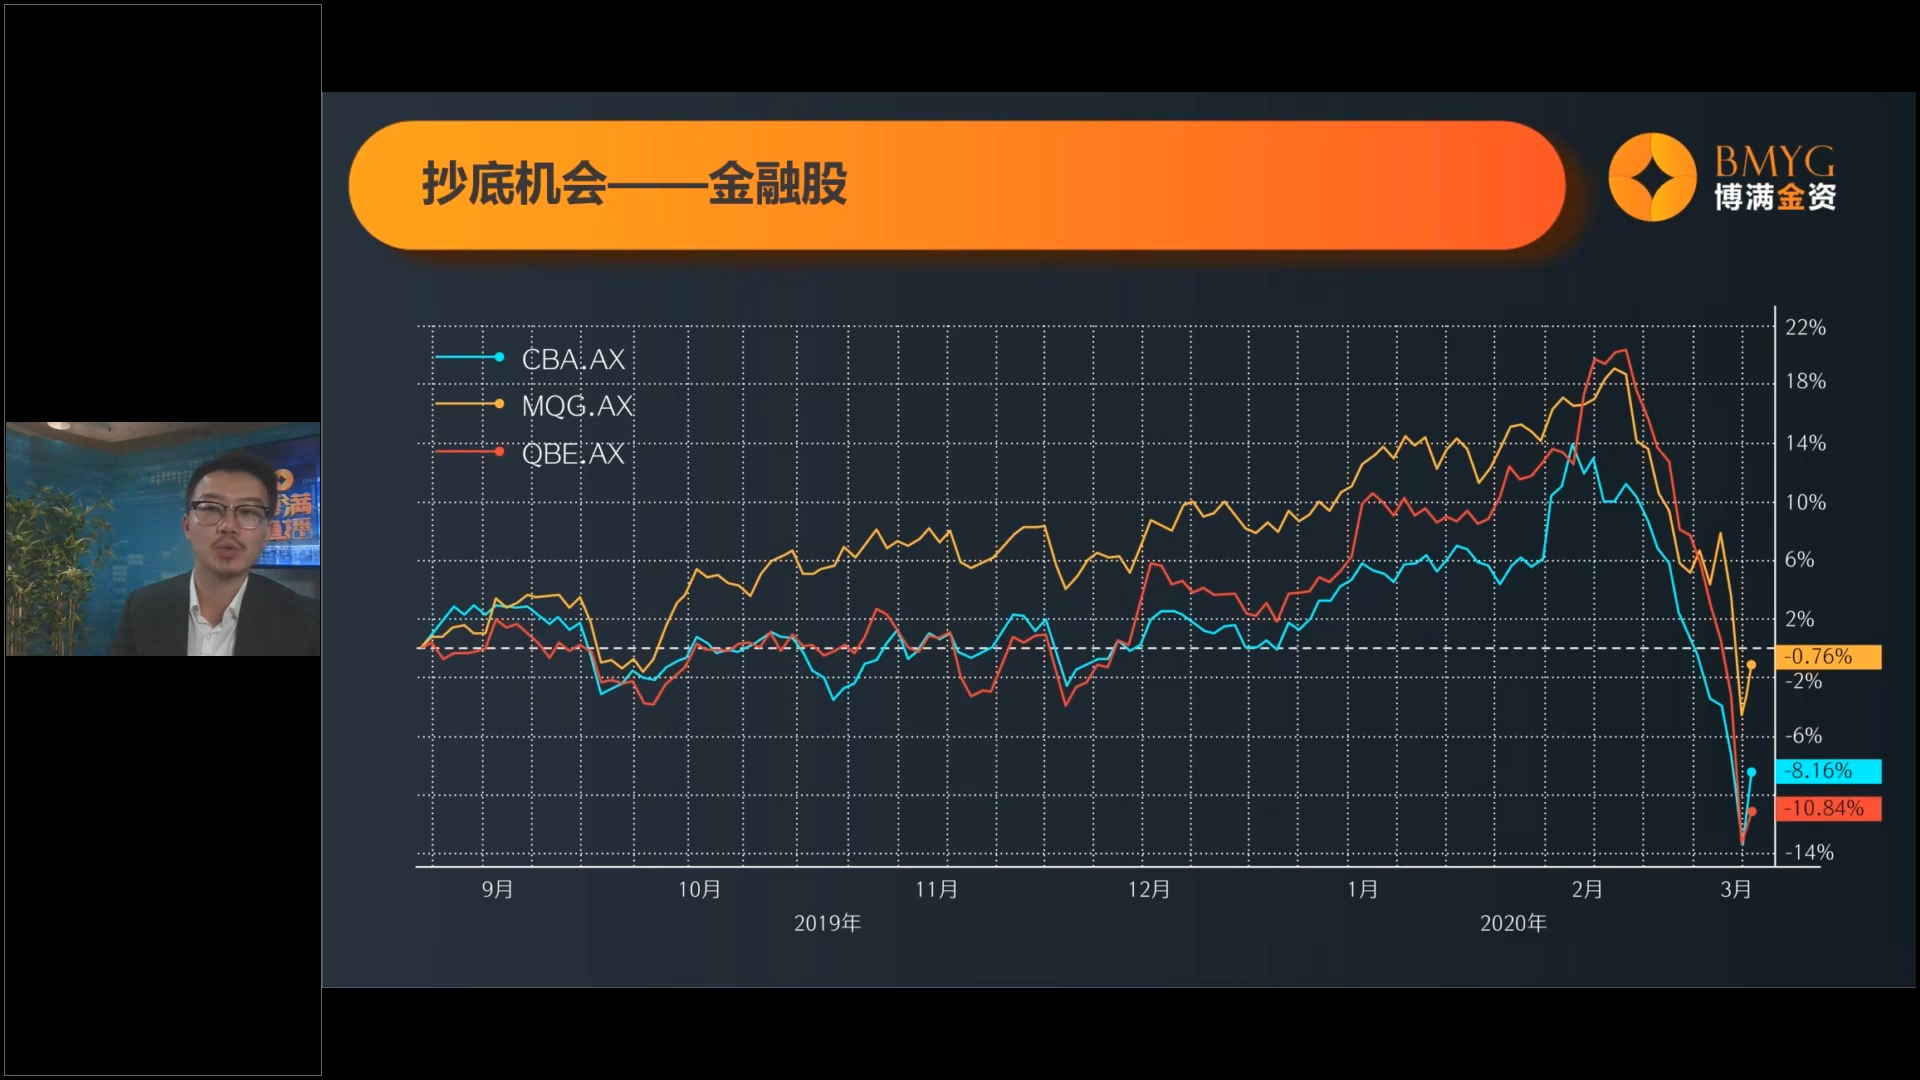 抄底机会——金融股
BMYG
博满金资
CBA.AX
MQG.AX
QBE.AX
22%
18%
14%
10%
6%
2%
-0.76%
-2%
-6%
-8.16%
-10.84%
-14%
9月
10月
11月
12月
1月
2月
3月
2019年
2020年